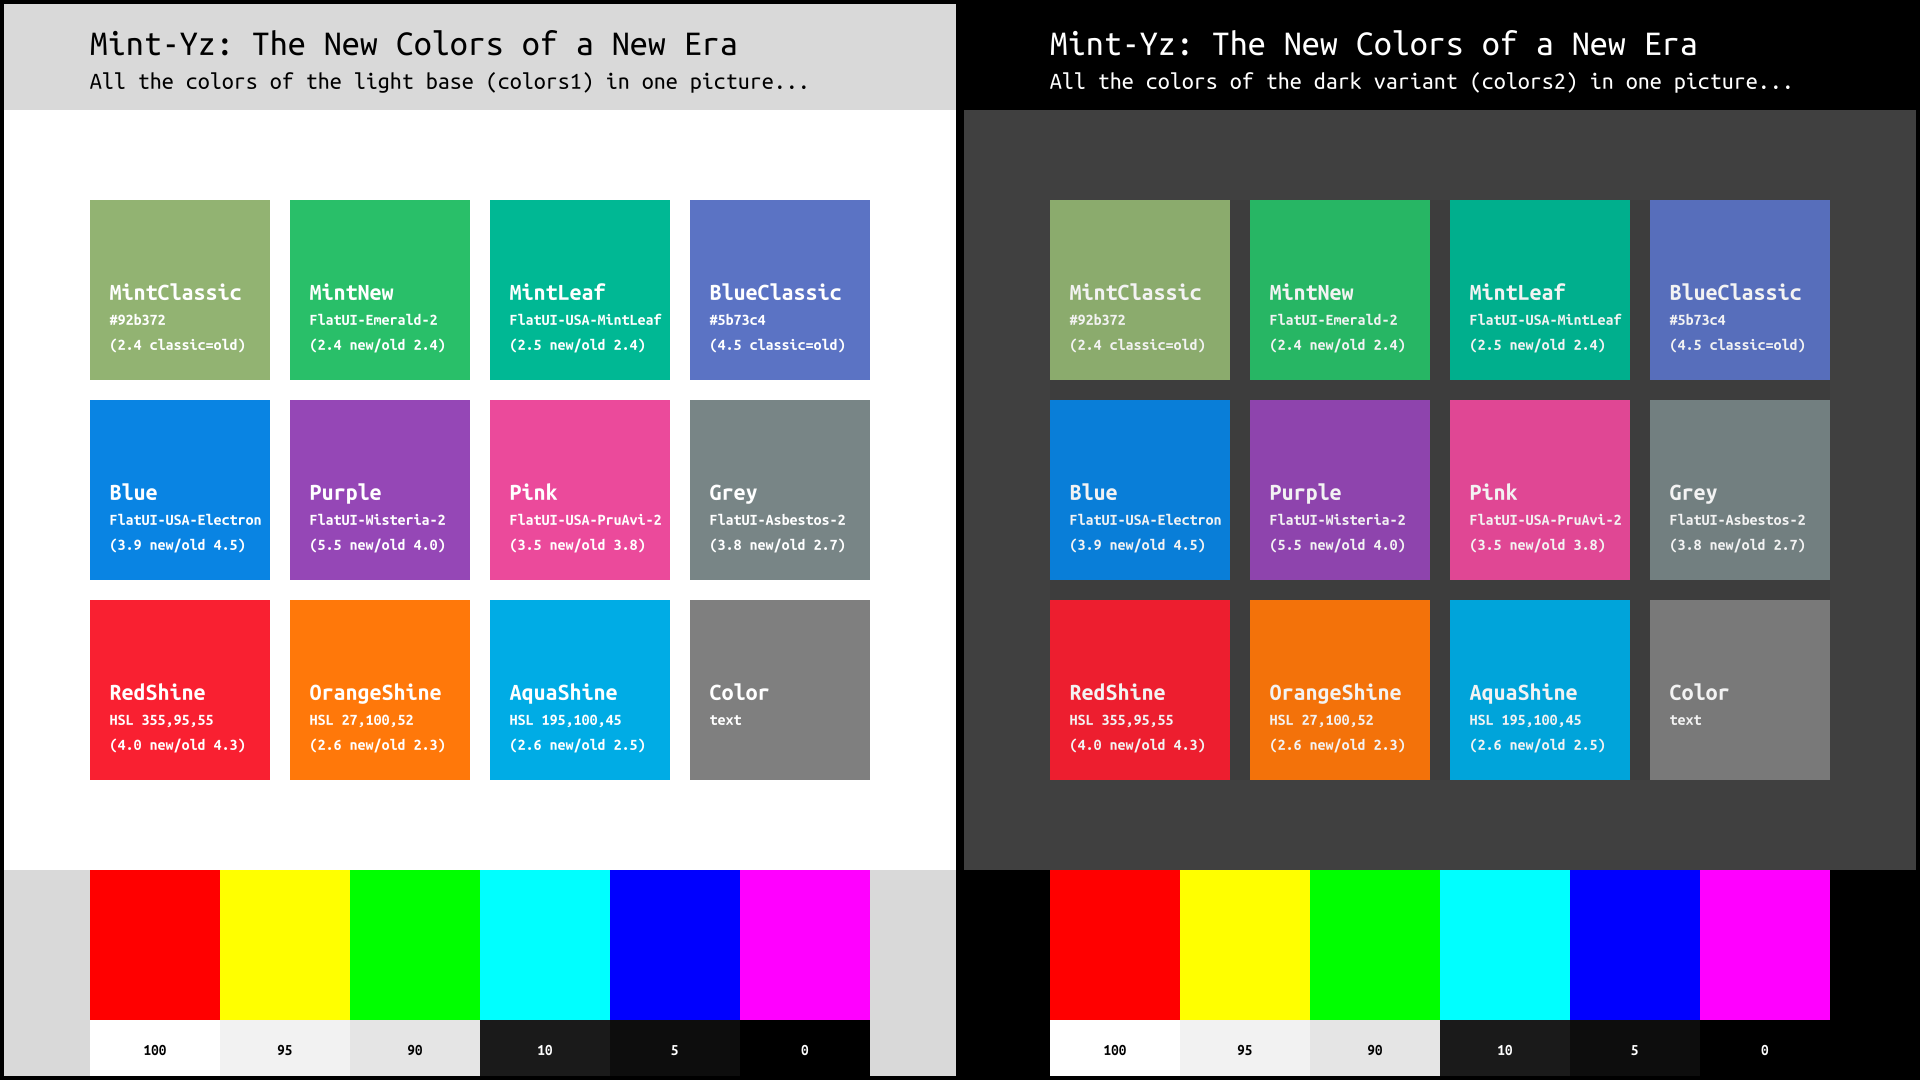 Mint-Yz: The New Colors of a New Era
All the colors of the light base (colors1) in one picture...
MintClassic
#92b372
(2.4 classic=old)
MintNew
FlatUI-Emerald-2
(2.4 new/old 2.4)
MintLeaf
FlatUI-USA-MintLeaf
(2.5 new/old 2.4)
BlueClassic
#5b73c4
(4.5 classic=old)
Blue
FlatUI-USA-Electron
(3.9 new/old 4.5)
Purple
FlatUI-Wisteria-2
(5.5 new/old 4.0)
Pink
FlatUI-USA-PruAvi-2
(3.5 new/old 3.8)
Grey
FlatUI-Asbestos-2
(3.8 new/old 2.7)
RedShine
HSL 355,95,55
(4.0 new/old 4.3)
OrangeShine
HSL 27,100,52
(2.6 new/old 2.3)
AquaShine
HSL 195,100,45
(2.6 new/old 2.5)
Color
text
100 95 90 10 5 0
Mint-Yz: The New Colors of a New Era
All the colors of the dark variant (colors2) in one picture...
MintClassic
#92b372
(2.4 classic=old)
MintNew
FlatUI-Emerald-2
(2.4 new/old 2.4)
MintLeaf
FlatUI-USA-MintLeaf
(2.5 new/old 2.4)
BlueClassic
#5b73c4
(4.5 classic=old)
Blue
FlatUI-USA-Electron
(3.9 new/old 4.5)
Purple
FlatUI-Wisteria-2
(5.5 new/old 4.0)
Pink
FlatUI-USA-PruAvi-2
(3.5 new/old 3.8)
Grey
FlatUI-Asbestos-2
(3.8 new/old 2.7)
RedShine
HSL 355,95,55
(4.0 new/old 4.3)
OrangeShine
HSL 27,100,52
(2.6 new/old 2.3)
AquaShine
HSL 195,100,45
(2.6 new/old 2.5)
Color
text
100 95 90 10 5 0